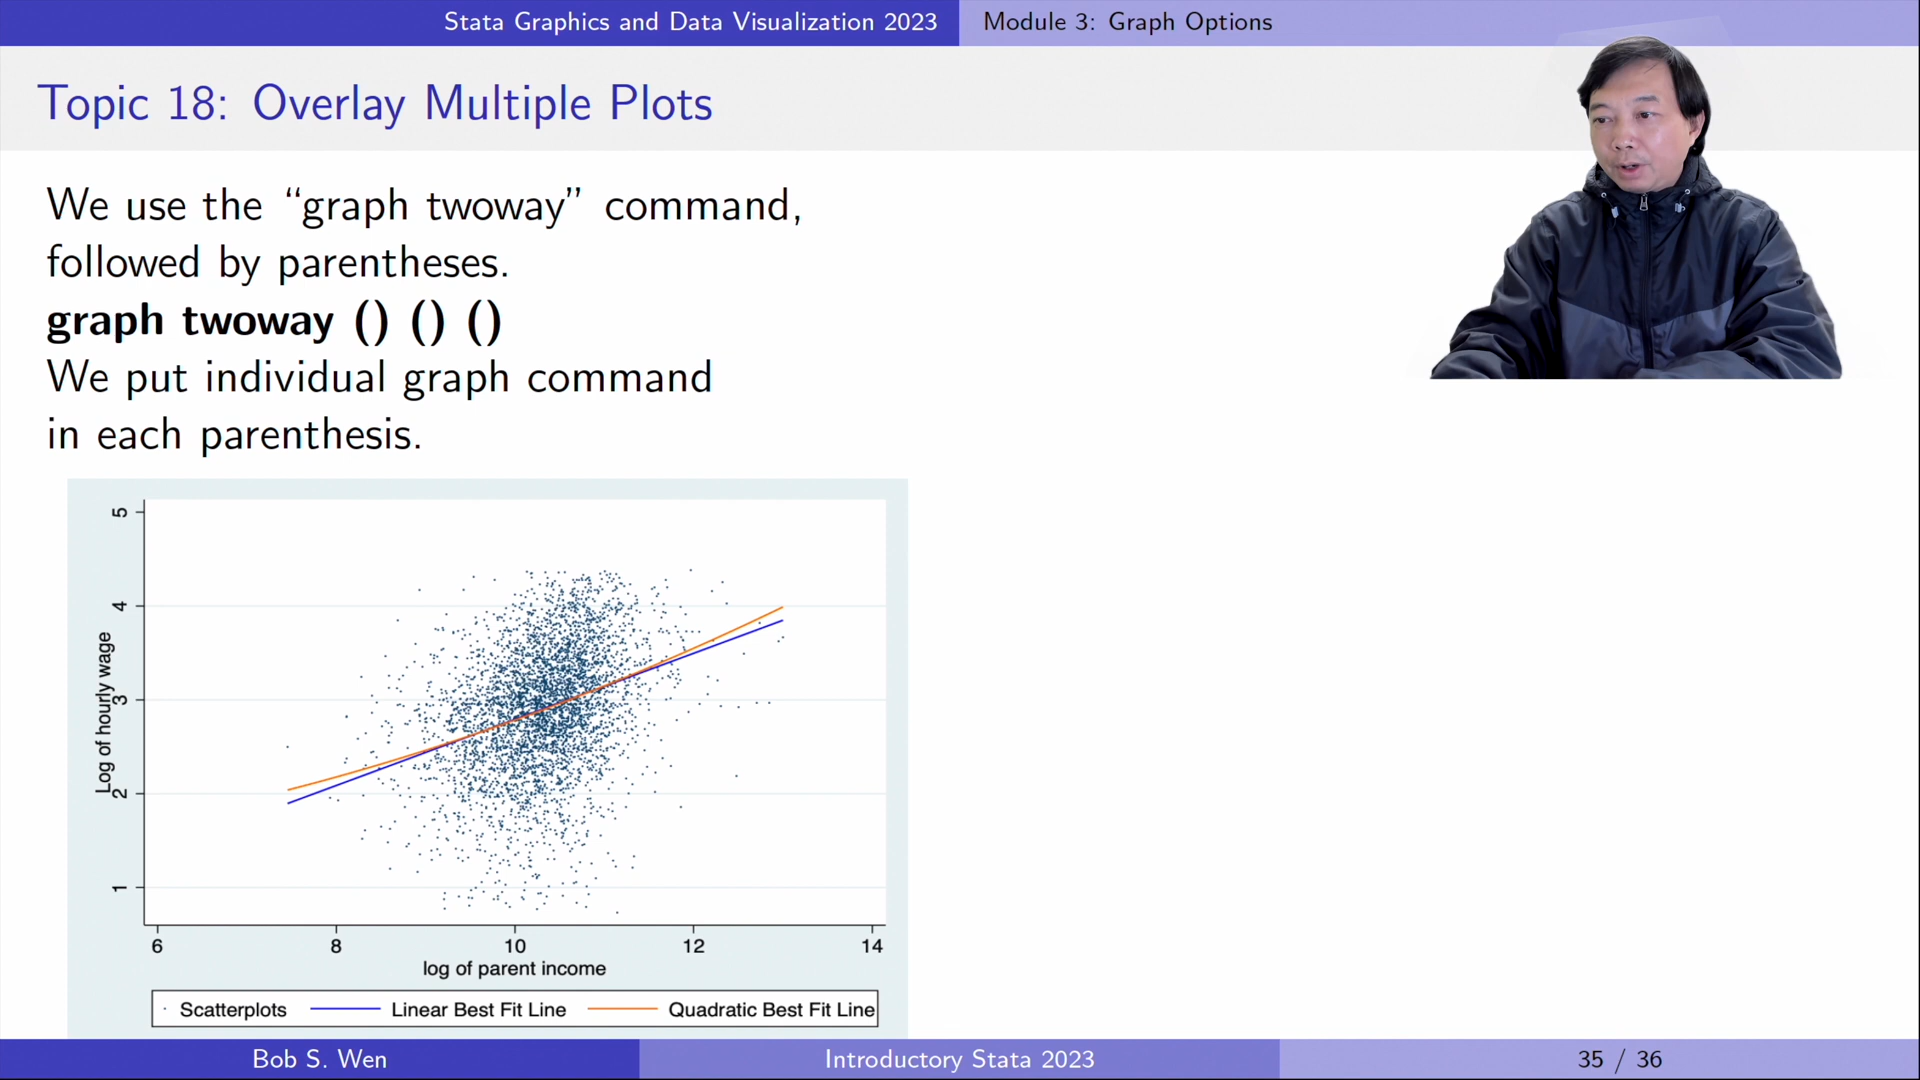 Stata Graphics and Data Visualization 2023
Module 3: Graph Options
Topic 18: Overlay Multiple Plots
We use the “graph twoway” command,
followed by parentheses.
graph twoway () () ()
We put individual graph command
in each parenthesis.
5
4
3
2
1
Log of hourly wage
6 8 10 12 14
log of parent income
Scatterplots Linear Best Fit Line Quadratic Best Fit Line
Bob S. Wen
Introductory Stata 2023
35 / 36